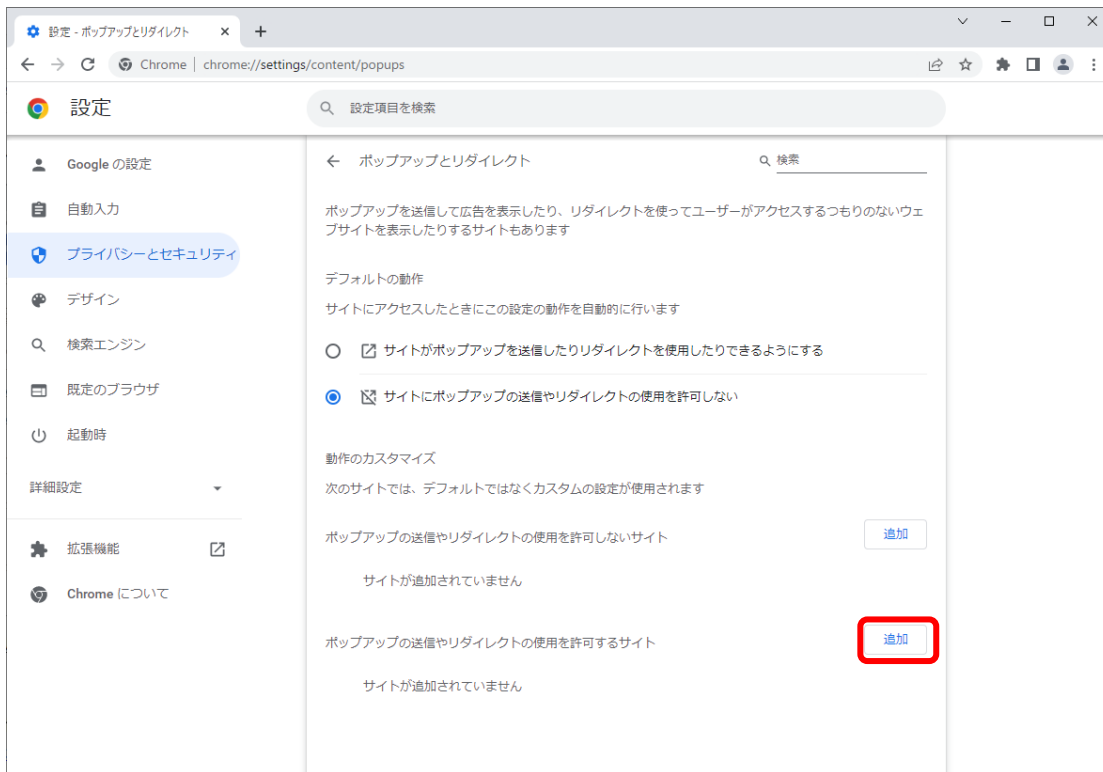 設定 - ポップアップとリダイレクト
Chrome | chrome://settings/content/popups
設定
設定項目を検索
Google の設定
自動入力
プライバシーとセキュリティ
デザイン
検索エンジン
既定のブラウザ
起動時
詳細設定
拡張機能
Chrome について
ポップアップとリダイレクト
検索
ポップアップを送信して広告を表示したり、リダイレクトを使ってユーザーがアクセスするつもりのないウェ
ブサイトを表示したりするサイトもあります
デフォルトの動作
サイトにアクセスしたときにこの設定の動作を自動的に行います
サイトがポップアップを送信したりリダイレクトを使用したりできるようにする
サイトにポップアップの送信やリダイレクトの使用を許可しない
動作のカスタマイズ
次のサイトでは、デフォルトではなくカスタムの設定が使用されます
ポップアップの送信やリダイレクトの使用を許可しないサイト
追加
サイトが追加されていません
ポップアップの送信やリダイレクトの使用を許可するサイト
追加
サイトが追加されていません